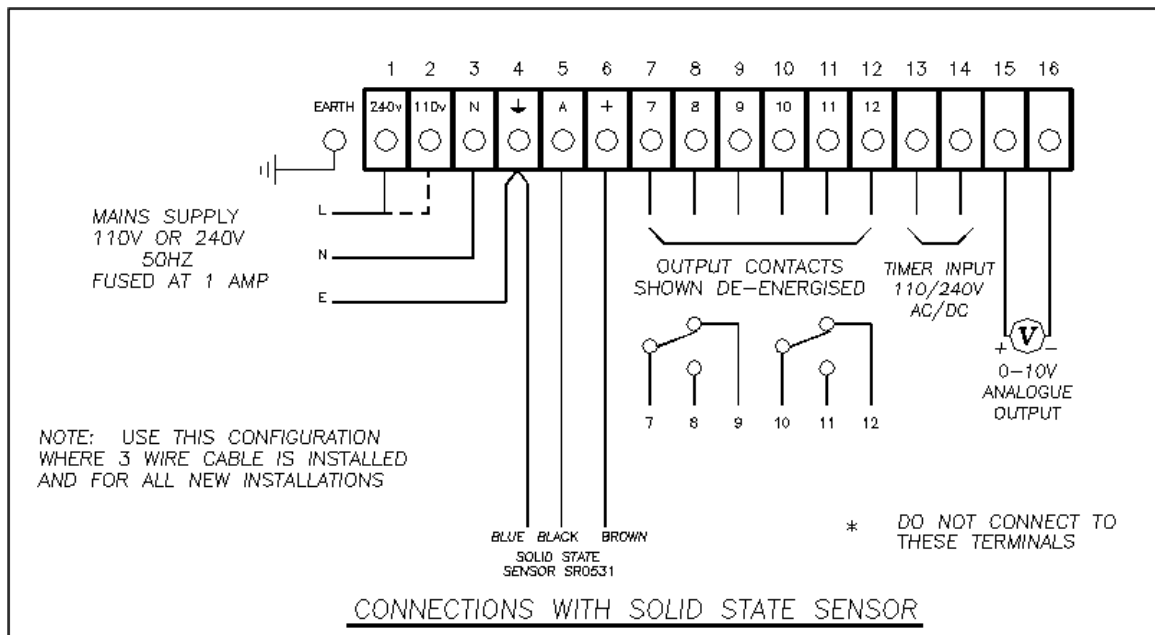 1 2 3 4 5 6 7 8 9 10 11 12 13 14 15 16
EARTH 240v 110v N A + 7 8 9 10 11 12
L
N
E
MAINS SUPPLY
110V OR 240V
50HZ
FUSED AT 1 AMP
OUTPUT CONTACTS
SHOWN DE-ENERGISED
TIMER INPUT
110/240V
AC/DC
7 8 9 10 11 12
+ V -
0-10V
ANALOGUE
OUTPUT
NOTE: USE THIS CONFIGURATION
WHERE 3 WIRE CABLE IS INSTALLED
AND FOR ALL NEW INSTALLATIONS
BLUE BLACK BROWN
SOLID STATE
SENSOR SR0531
* DO NOT CONNECT TO
THESE TERMINALS
CONNECTIONS WITH SOLID STATE SENSOR